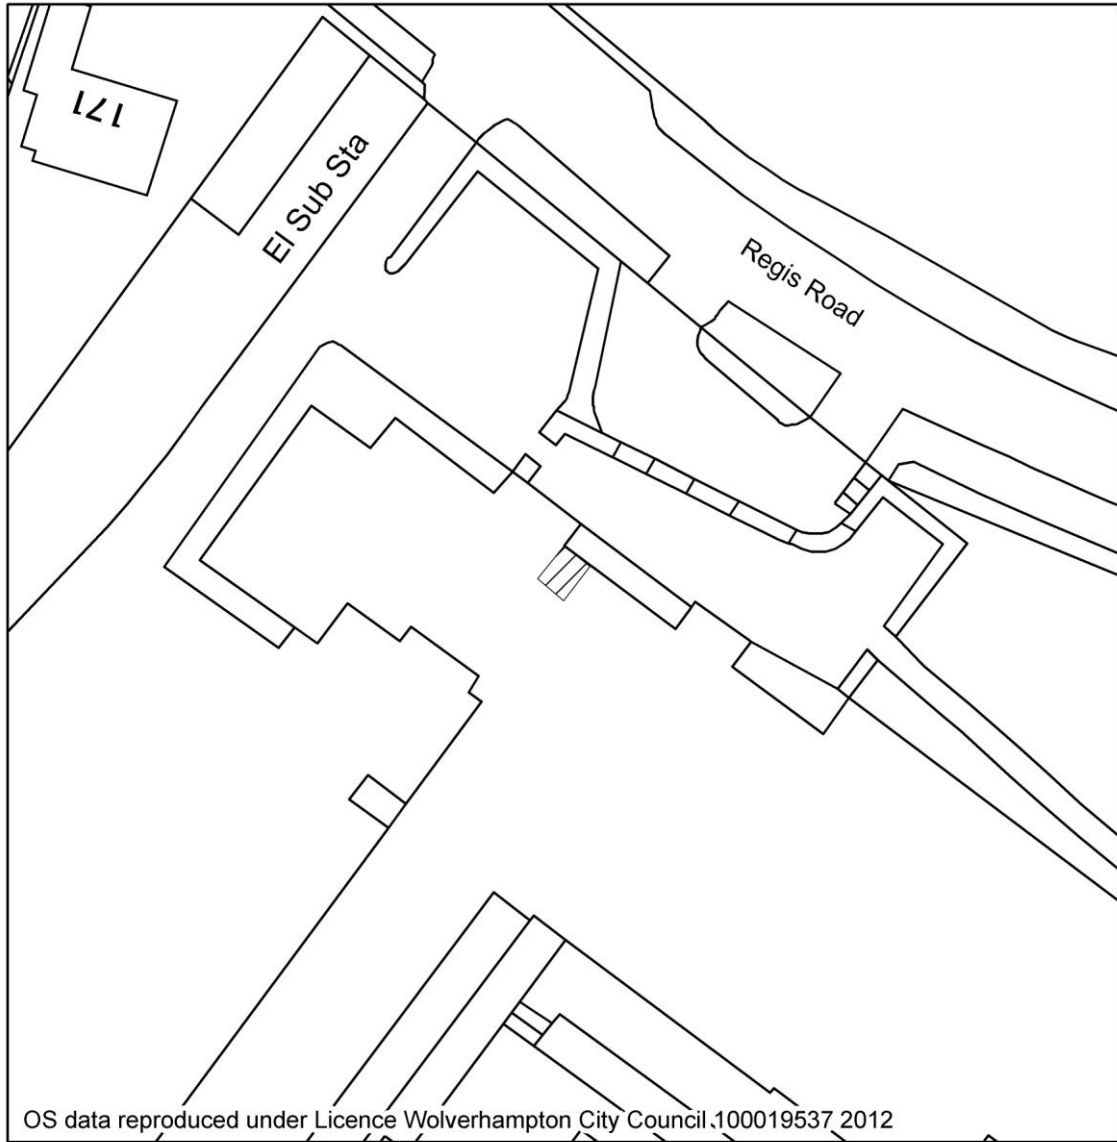 171
El Sub Sta
Regis Road
OS data reproduced under Licence Wolverhampton City Council 100019537 2012